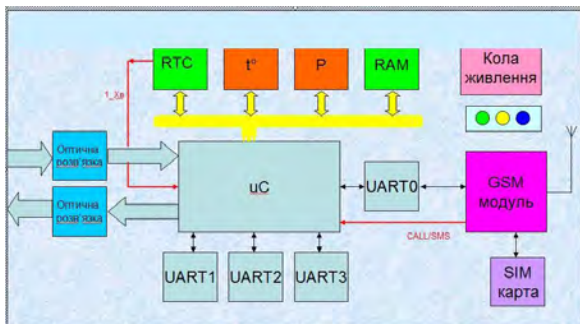 RTC
t°
P
RAM
Кола
живлення
1_Хв
Оптична
розв'язка
Оптична
розв'язка
uC
UART0
GSM
модуль
CALL/SMS
UART1
UART2
UART3
SIM
карта